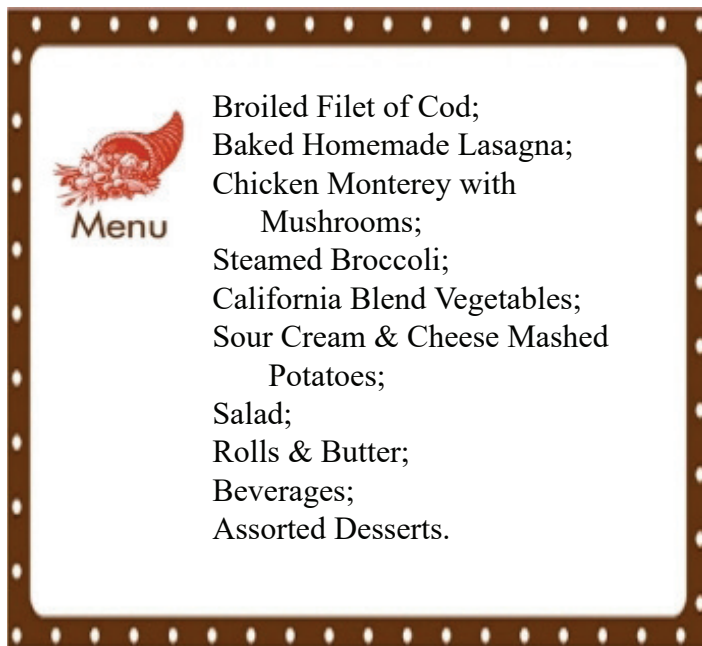 Menu
Broiled Filet of Cod;
Baked Homemade Lasagna;
Chicken Monterey with
Mushrooms;
Steamed Broccoli;
California Blend Vegetables;
Sour Cream & Cheese Mashed
Potatoes;
Salad;
Rolls & Butter;
Beverages;
Assorted Desserts.